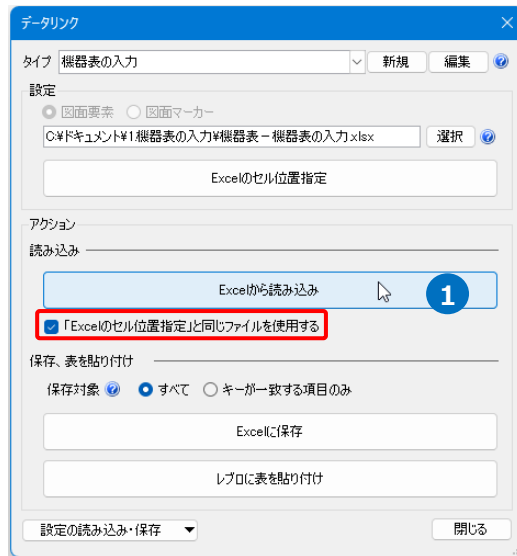 データリンク
タイプ 機器表の入力 新規 編集
設定
図面要素 図面マーカー
C:¥ドキュメント¥1.機器表の入力¥機器表－機器表の入力.xlsx 選択
Excelのセル位置指定
アクション
読み込み
Excelから読み込み 1
「Excelのセル位置指定」と同じファイルを使用する
保存、表を貼り付け
保存対象 すべて キーが一致する項目のみ
Excelに保存
レブロに表を貼り付け
設定の読み込み・保存 閉じる